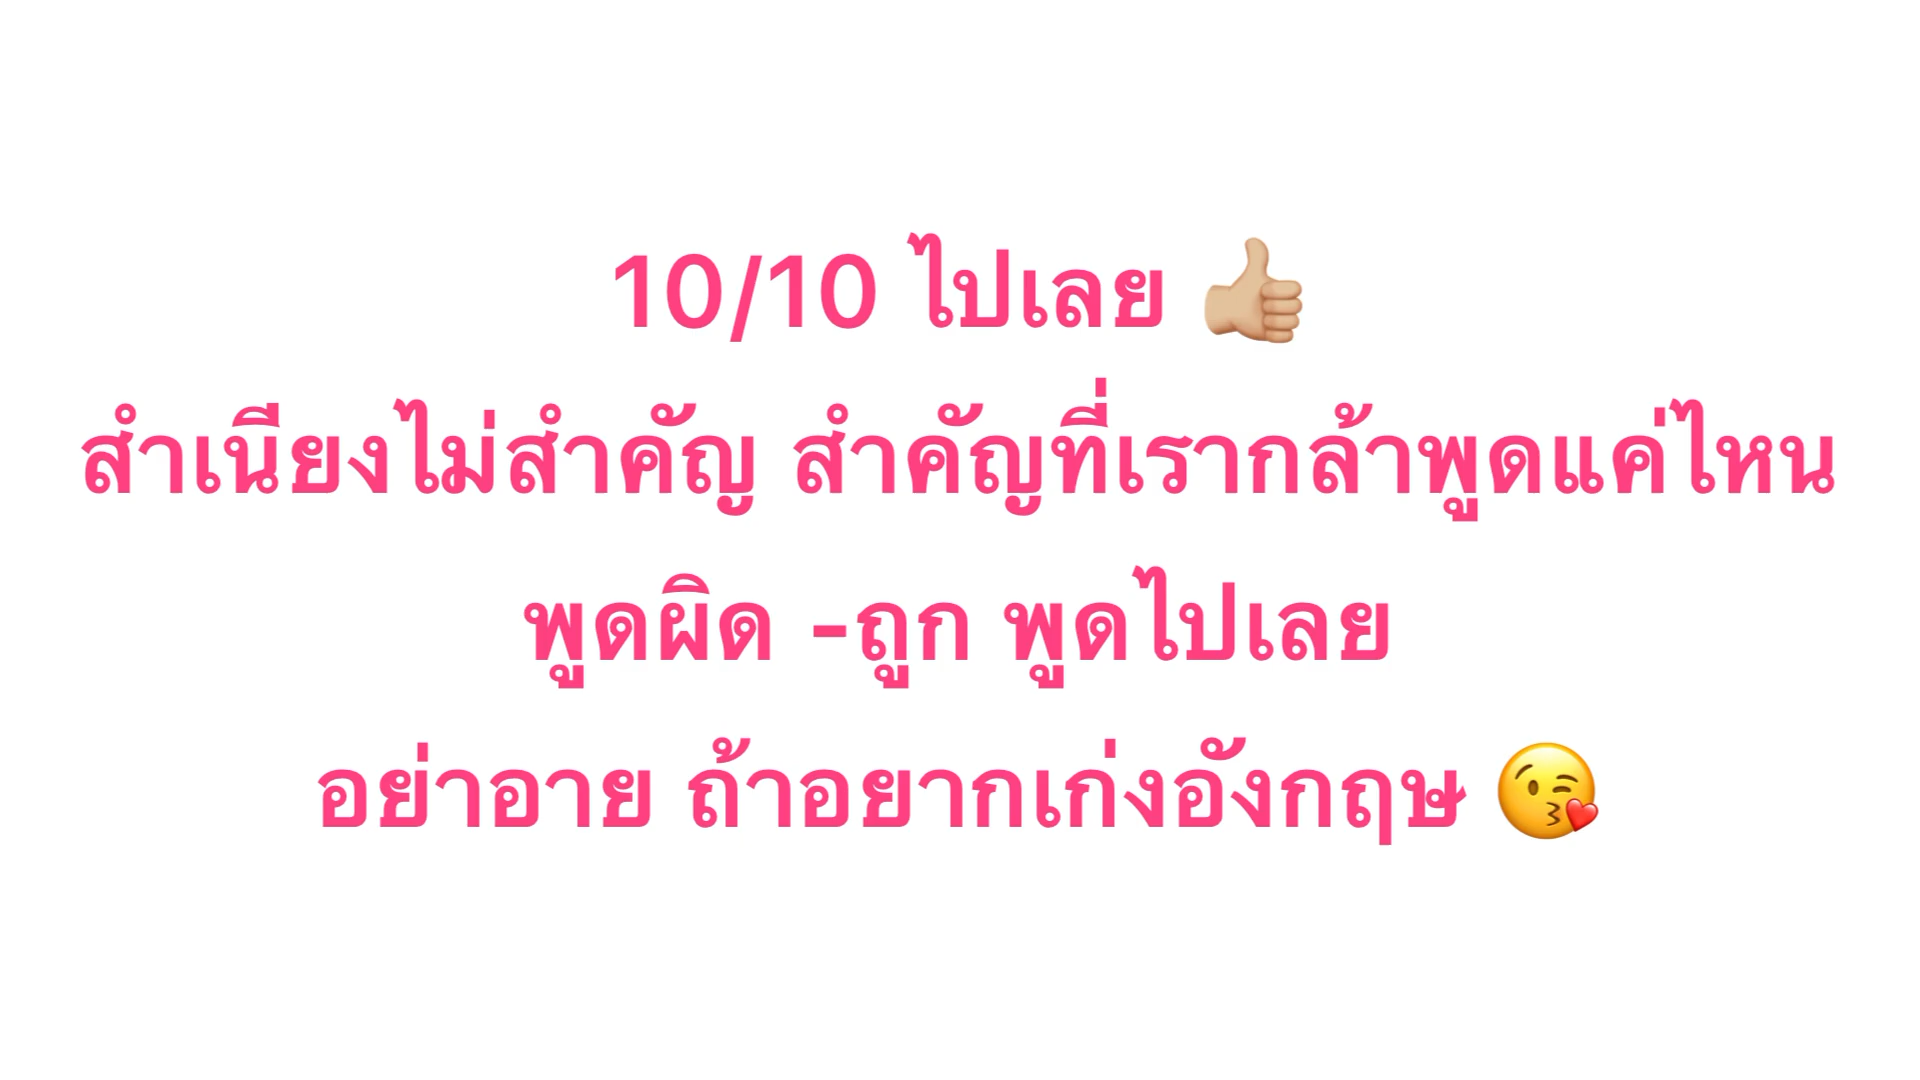 10/10 ไปเลย 👍🏼
สำเนียงไม่สำคัญ สำคัญที่เรากล้าพูดแค่ไหน
พูดผิด -ถูก พูดไปเลย
อย่าอาย ถ้าอยากเก่งอังกฤษ 😘